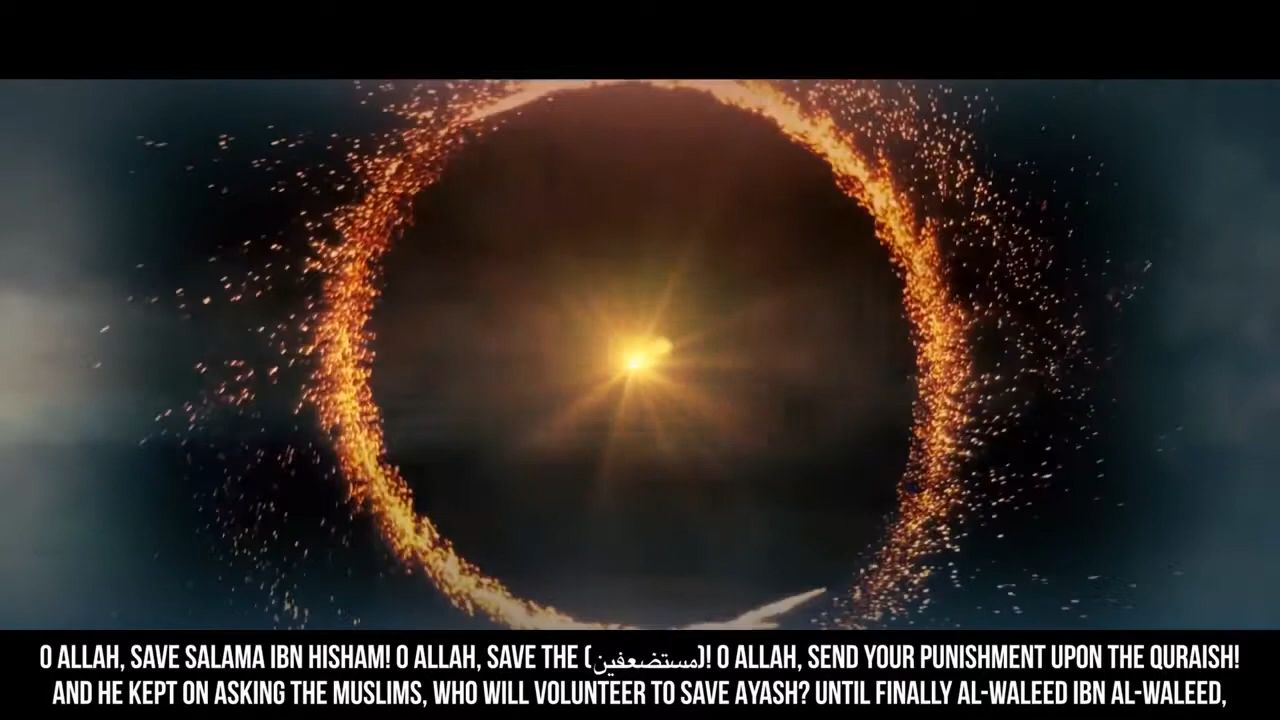 O ALLAH, SAVE SALAMA IBN HISHAM! O ALLAH, SAVE THE (مستضعفين)! O ALLAH, SEND YOUR PUNISHMENT UPON THE QURAISH!
AND HE KEPT ON ASKING THE MUSLIMS, WHO WILL VOLUNTEER TO SAVE AYASH? UNTIL FINALLY AL-WALEED IBN AL-WALEED,